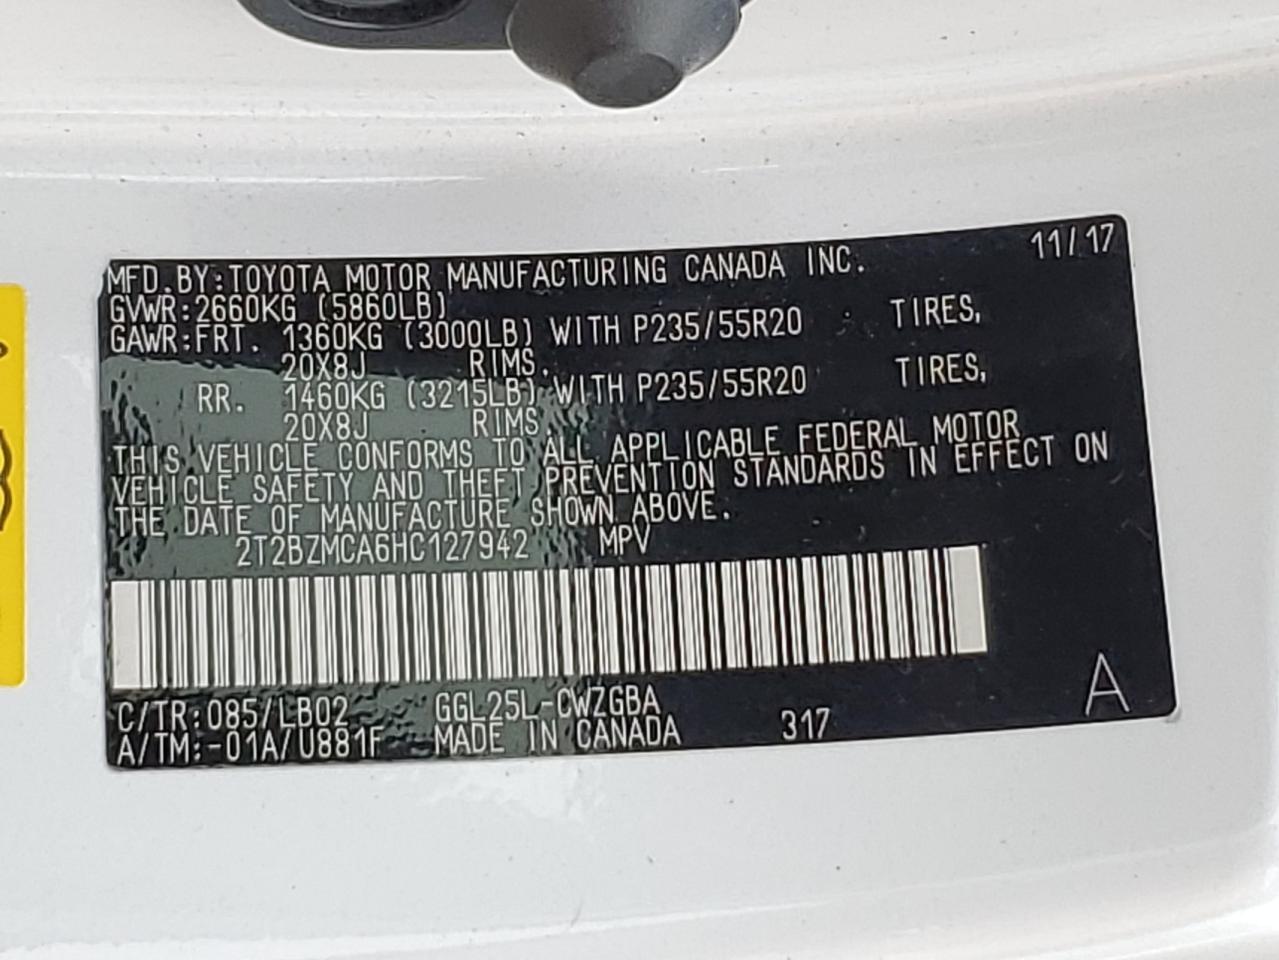 MFD.BY:TOYOTA MOTOR MANUFACTURING CANADA INC. 11/17
GVWR:2660KG (5860LB)
GAWR:FRT. 1360KG (3000LB) WITH P235/55R20 TIRES,
20X8J RIMS.
RR. 1460KG (3215LB) WITH P235/55R20 TIRES,
20X8J RIMS.
THIS VEHICLE CONFORMS TO ALL APPLICABLE FEDERAL MOTOR
VEHICLE SAFETY AND THEFT PREVENTION STANDARDS IN EFFECT ON
THE DATE OF MANUFACTURE SHOWN ABOVE.
2T2BZMCA6HC127942 MPV
C/TR:085/LB02 GGL25L-CWZGBA
A/TM:-01A/U881F MADE IN CANADA 317 A